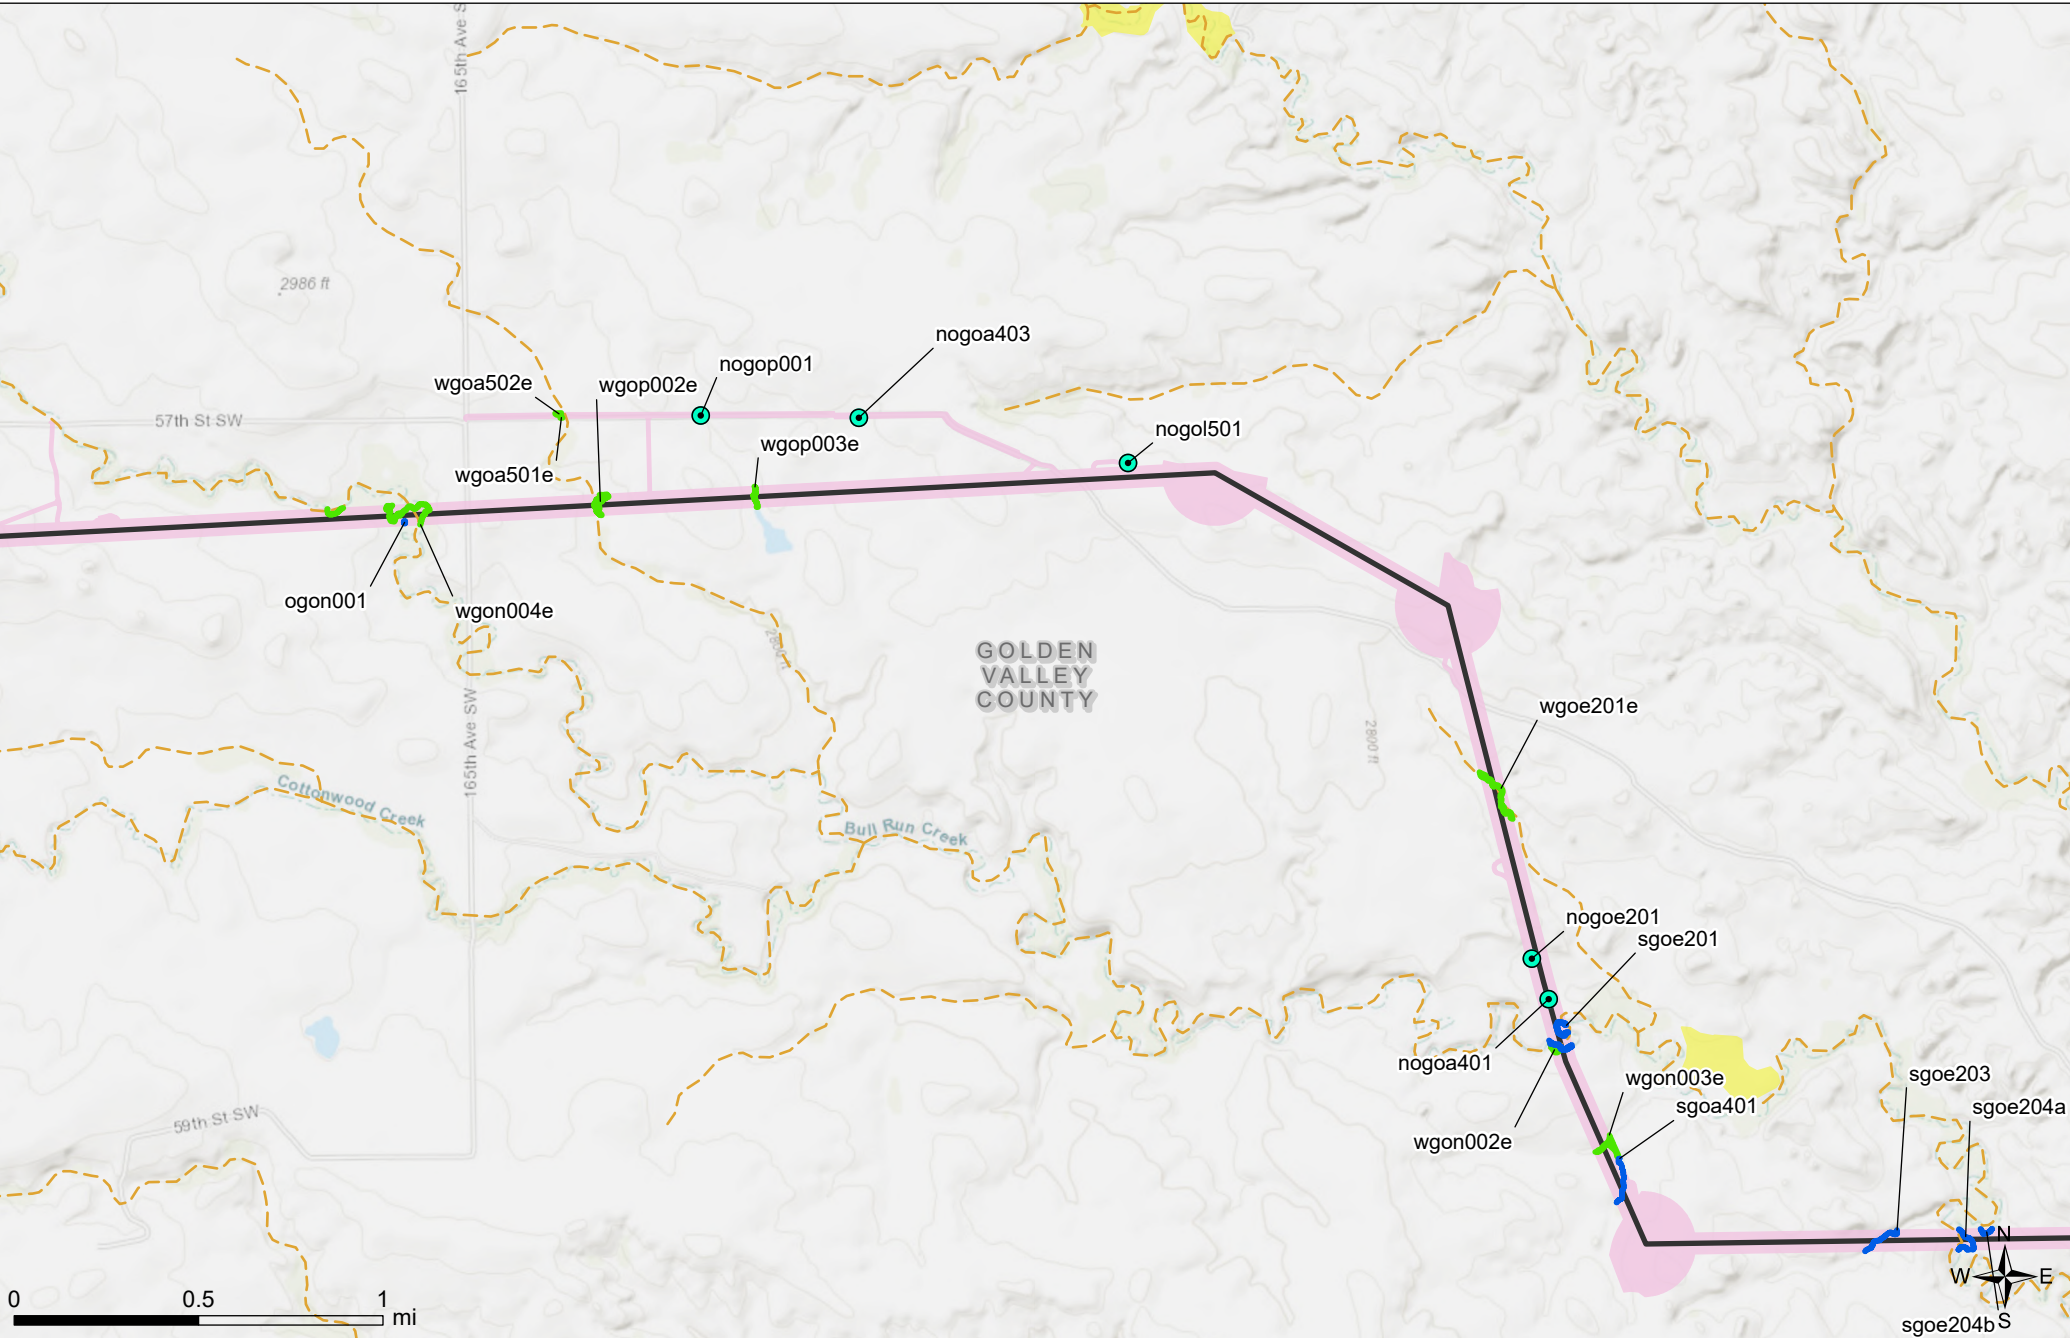 165th Ave S
2986 ft
nogoa403
nogop001
wgoa502e
wgop002e
57th St SW
nogol501
wgop003e
wgoa501e
ogon001
wgon004e
2800 ft
GOLDEN
VALLEY
COUNTY
wgoe201e
165th Ave SW
2800 ft
Cottonwood Creek
Bull Run Creek
nogoe201
sgoe201
nogoa401
wgon003e
sgoe203
sgoa401
sgoe204a
59th St SW
wgon002e
N
W E
S
0 0.5 1
mi
sgoe204b